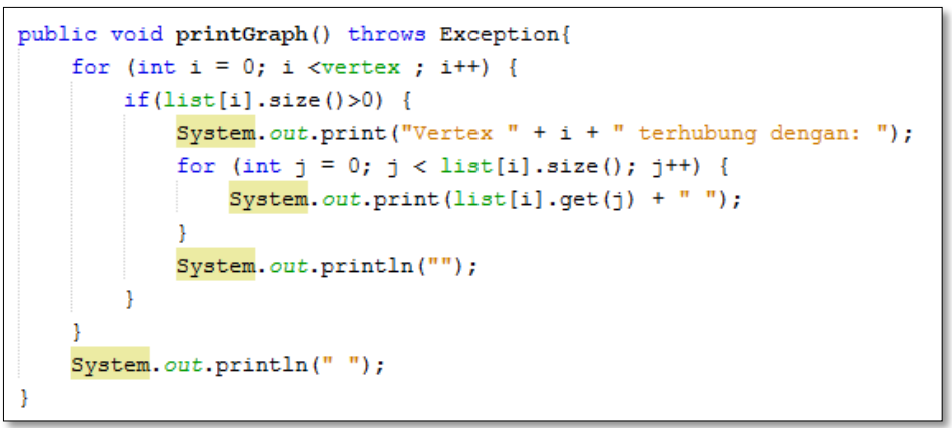 public void printGraph() throws Exception{
    for (int i = 0; i <vertex ; i++) {
        if(list[i].size()>0) {
            System.out.print("Vertex " + i + " terhubung dengan: ");
            for (int j = 0; j < list[i].size(); j++) {
                System.out.print(list[i].get(j) + " ");
            }
            System.out.println("");
        }
    }
    System.out.println(" ");
}